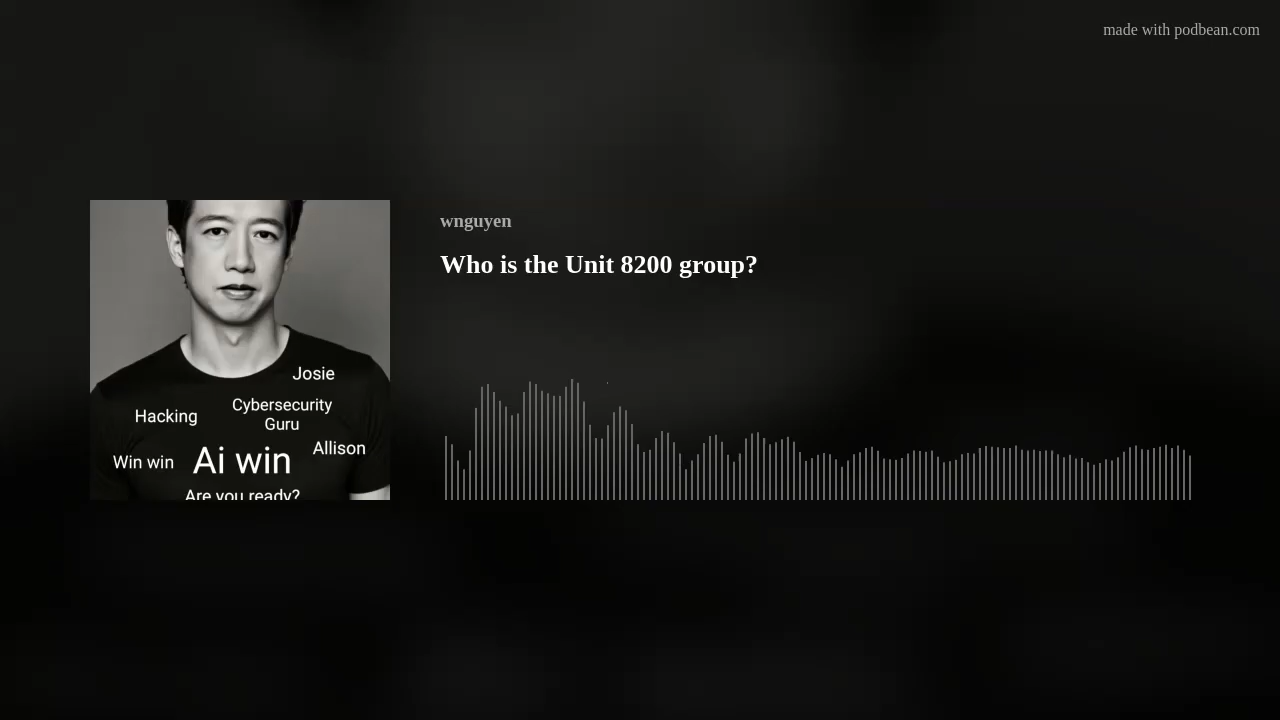 made with podbean.com
wnguyen
Who is the Unit 8200 group?
Josie
Cybersecurity
Hacking
Guru
Allison
Win win
Ai win
Are you ready?